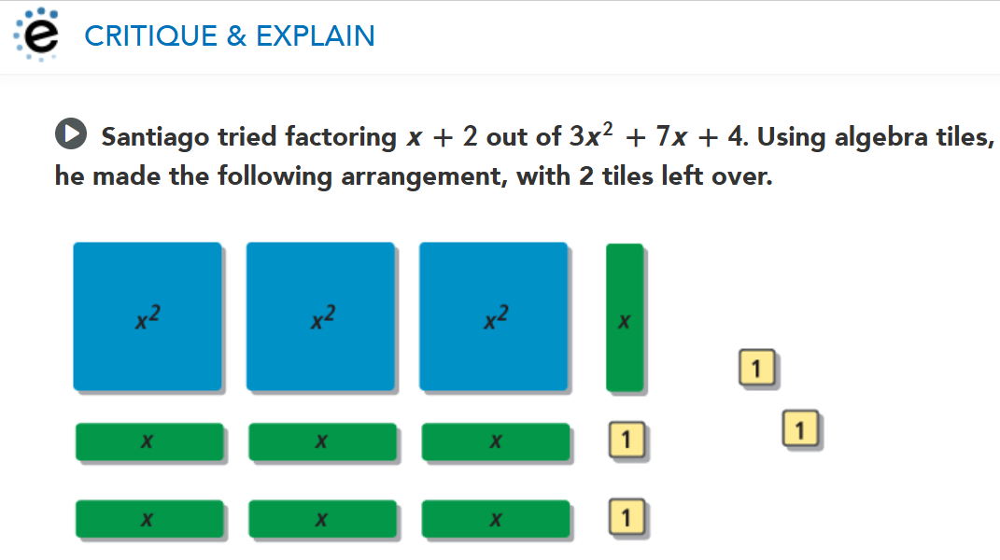 e CRITIQUE & EXPLAIN
Santiago tried factoring x + 2 out of 3x² + 7x + 4. Using algebra tiles,
he made the following arrangement, with 2 tiles left over.
x² x² x² x
1
x x x 1 1
x x x 1